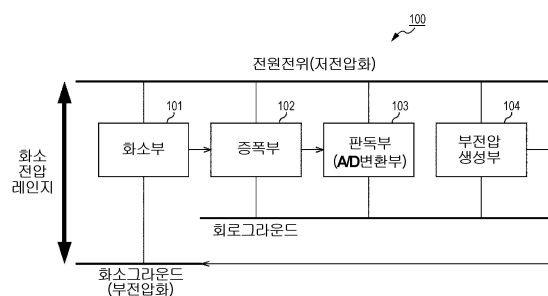 100
전원전위(저전압화)
101
102
103
104
화소부
증폭부
판독부
(A/D변환부)
부전압
생성부
화소
전압
레인지
회로그라운드
화소그라운드
(부전압화)